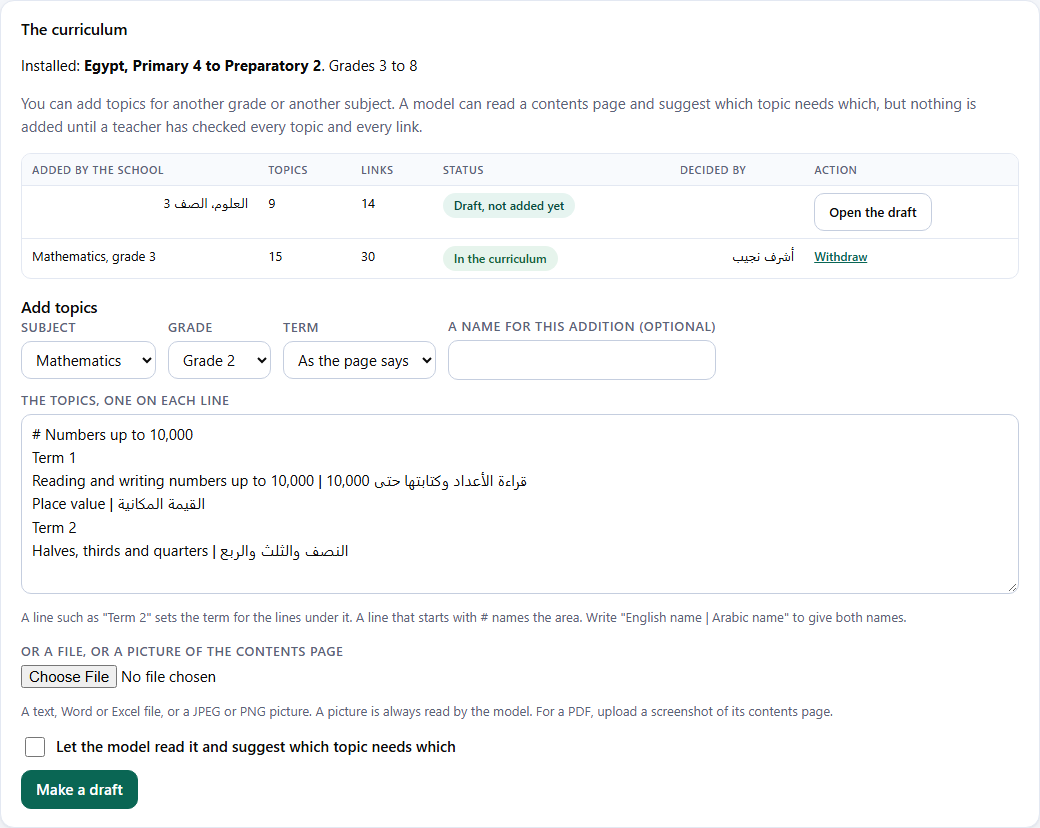 The curriculum
Installed: Egypt, Primary 4 to Preparatory 2. Grades 3 to 8
You can add topics for another grade or another subject. A model can read a contents page and suggest which topic needs which, but nothing is
added until a teacher has checked every topic and every link.
ADDED BY THE SCHOOL TOPICS LINKS STATUS DECIDED BY ACTION
العلوم، الصف 3 9 14 Draft, not added yet Open the draft
Mathematics, grade 3 15 30 In the curriculum أشرف نجيب Withdraw
Add topics
SUBJECT GRADE TERM A NAME FOR THIS ADDITION (OPTIONAL)
Mathematics Grade 2 As the page says
THE TOPICS, ONE ON EACH LINE
# Numbers up to 10,000
Term 1
Reading and writing numbers up to 10,000 | قراءة الأعداد وكتابتها حتى 10,000
Place value | القيمة المكانية
Term 2
Halves, thirds and quarters | النصف والثلث والربع
A line such as "Term 2" sets the term for the lines under it. A line that starts with # names the area. Write "English name | Arabic name" to give both names.
OR A FILE, OR A PICTURE OF THE CONTENTS PAGE
Choose File No file chosen
A text, Word or Excel file, or a JPEG or PNG picture. A picture is always read by the model. For a PDF, upload a screenshot of its contents page.
Let the model read it and suggest which topic needs which
Make a draft